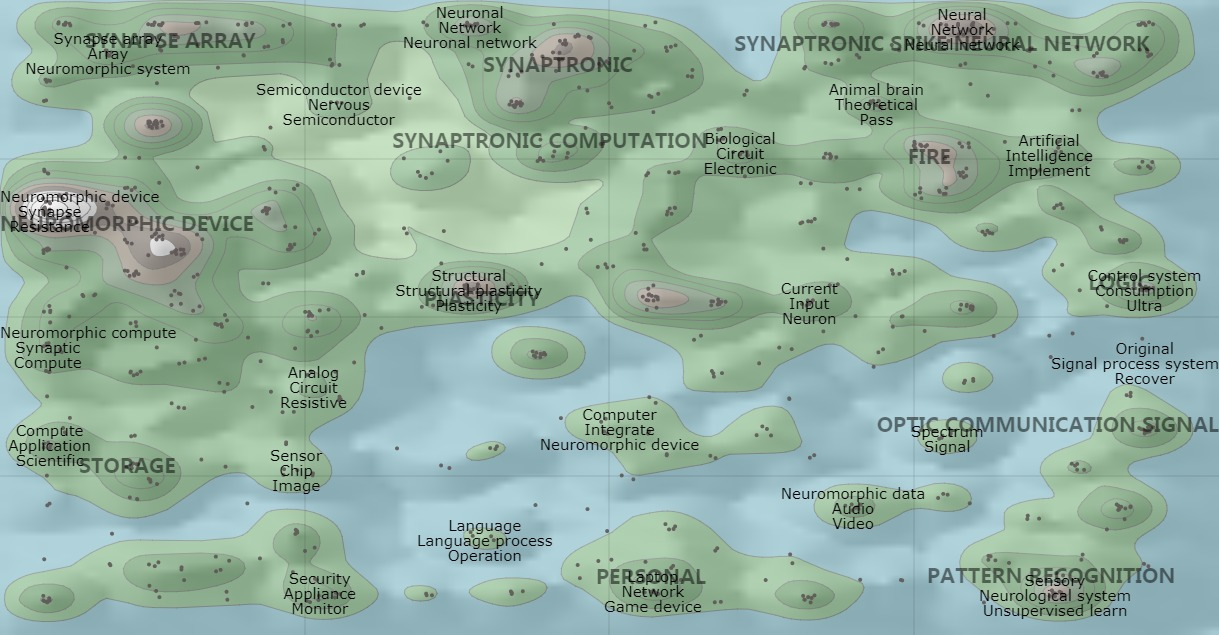 Synapse array
Array
Neuromorphic system
SYNAPSE ARRAY
Neuronal
Network
Neuronal network
SYNAPTRONIC
Neural
Network
Neural network
SYNAPTRONIC SPIKE NEURAL NETWORK
Semiconductor device
Nervous
Semiconductor
Animal brain
Theoretical
Pass
SYNAPTRONIC COMPUTATION
Biological
Circuit
Electronic
FIRE
Artificial
Intelligence
Implement
Neuromorphic device
Synapse
Resistance
NEUROMORPHIC DEVICE
Structural
Structural plasticity
Plasticity
PLASTICITY
Current
Input
Neuron
Control system
Consumption
Ultra
LOGIC
Neuromorphic compute
Synaptic
Compute
Original
Signal process system
Recover
Analog
Circuit
Resistive
Computer
Integrate
Neuromorphic device
OPTIC COMMUNICATION SIGNAL
Spectrum
Signal
Compute
Application
Scientific
STORAGE
Sensor
Chip
Image
Neuromorphic data
Audio
Video
Language
Language process
Operation
Security
Appliance
Monitor
PERSONAL
Laptop
Network
Game device
PATTERN RECOGNITION
Sensory
Neurological system
Unsupervised learn